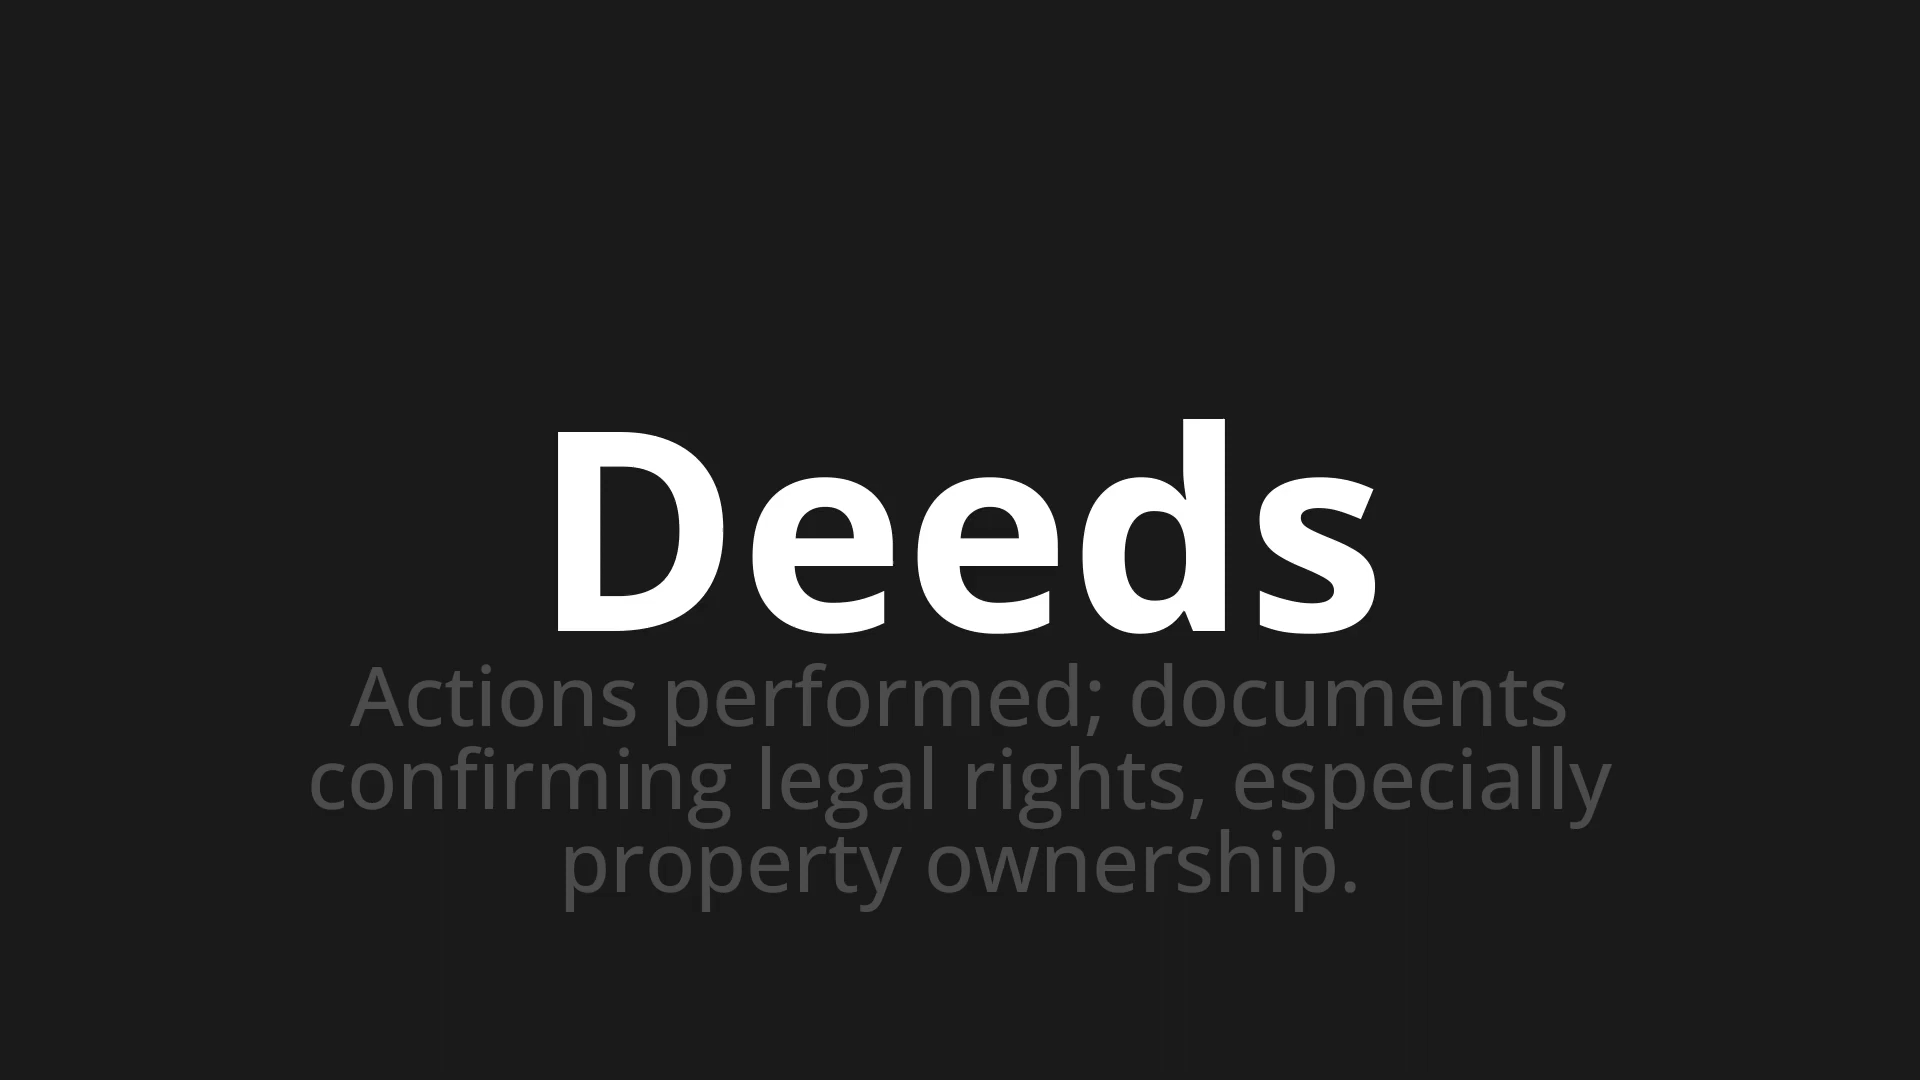 Deeds
Actions performed; documents
confirming legal rights, especially
property ownership.